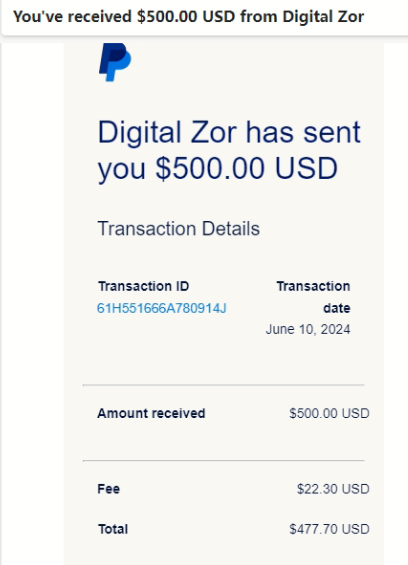 You've received $500.00 USD from Digital Zor
Digital Zor has sent
you $500.00 USD
Transaction Details
Transaction ID
61H551666A780914J
Transaction
date
June 10, 2024
Amount received $500.00 USD
Fee $22.30 USD
Total $477.70 USD